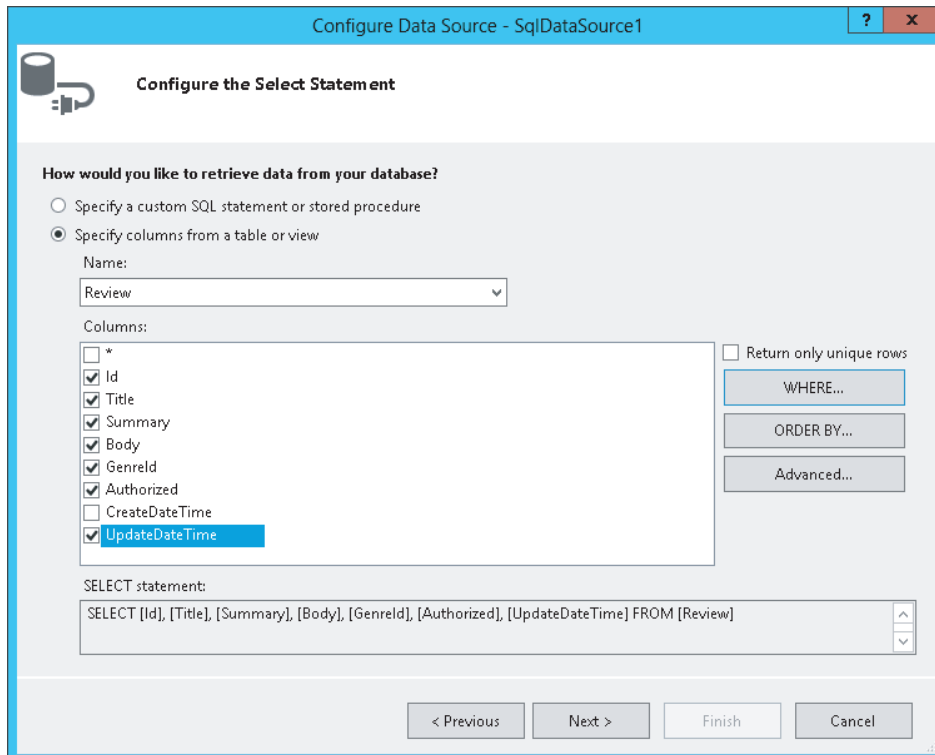 Configure Data Source - SqlDataSource1
?
x
Configure the Select Statement
How would you like to retrieve data from your database?
Specify a custom SQL statement or stored procedure
Specify columns from a table or view
Name:
Review
Columns:
*
Id
Title
Summary
Body
GenreId
Authorized
CreateDateTime
UpdateDateTime
Return only unique rows
WHERE...
ORDER BY...
Advanced...
SELECT statement:
SELECT [Id], [Title], [Summary], [Body], [GenreId], [Authorized], [UpdateDateTime] FROM [Review]
< Previous
Next >
Finish
Cancel